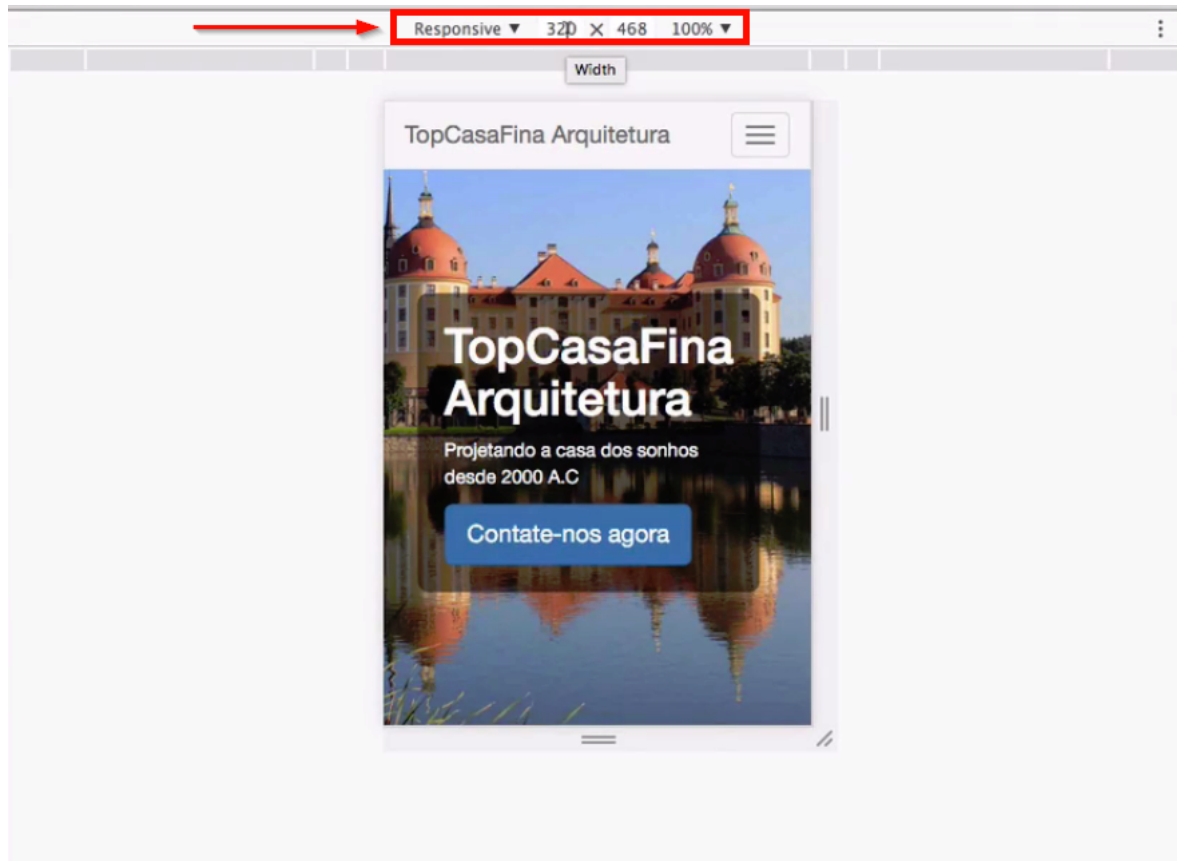 Responsive ▼ 320 × 468 100% ▼
Width
TopCasaFina Arquitetura
TopCasaFina
Arquitetura
Projetando a casa dos sonhos
desde 2000 A.C
Contate-nos agora